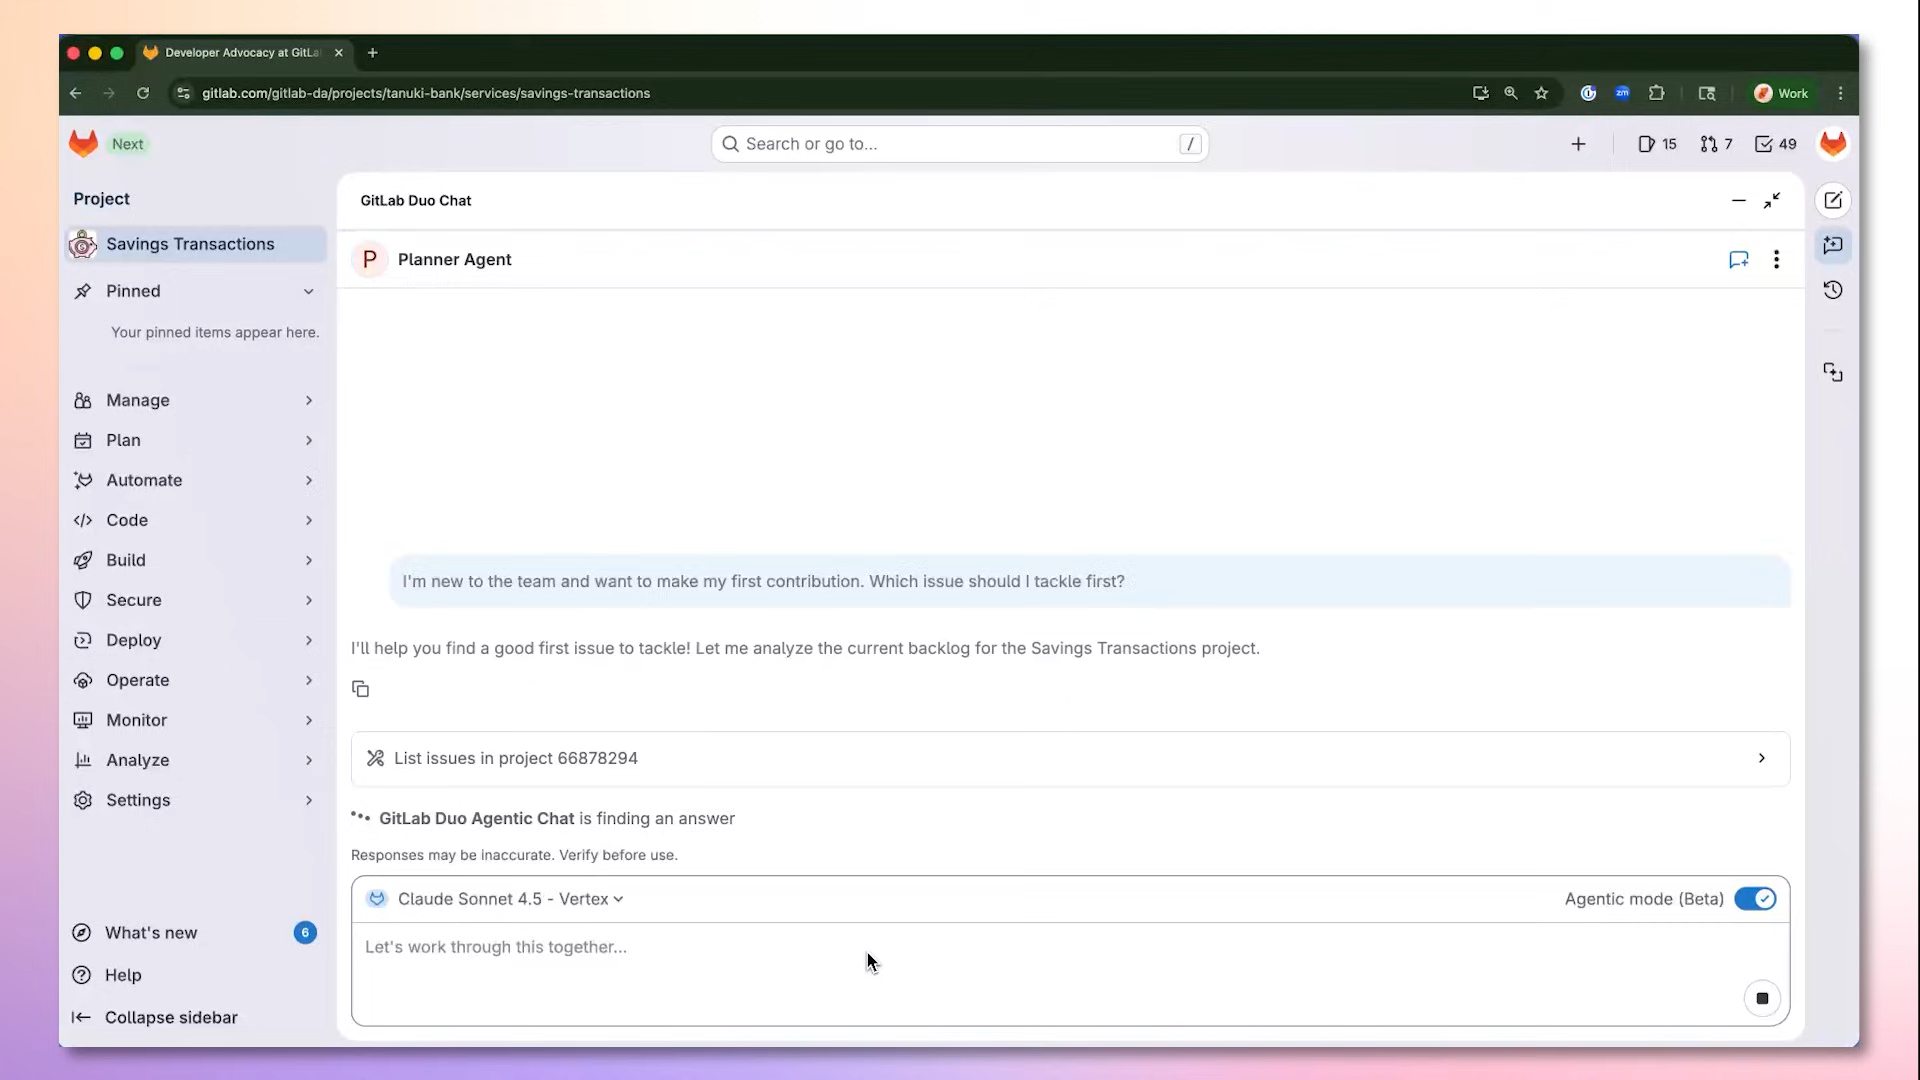 Developer Advocacy at GitLa
gitlab.com/gitlab-da/projects/tanuki-bank/services/savings-transactions
zm
Work
Next
Search or go to...
/
15
7
49
Project
Savings Transactions
Pinned
Your pinned items appear here.
Manage
Plan
Automate
Code
Build
Secure
Deploy
Operate
Monitor
Analyze
Settings
What's new
6
Help
Collapse sidebar
GitLab Duo Chat
P
Planner Agent
I'm new to the team and want to make my first contribution. Which issue should I tackle first?
I'll help you find a good first issue to tackle! Let me analyze the current backlog for the Savings Transactions project.
List issues in project 66878294
GitLab Duo Agentic Chat is finding an answer
Responses may be inaccurate. Verify before use.
Claude Sonnet 4.5 - Vertex
Agentic mode (Beta)
Let's work through this together...